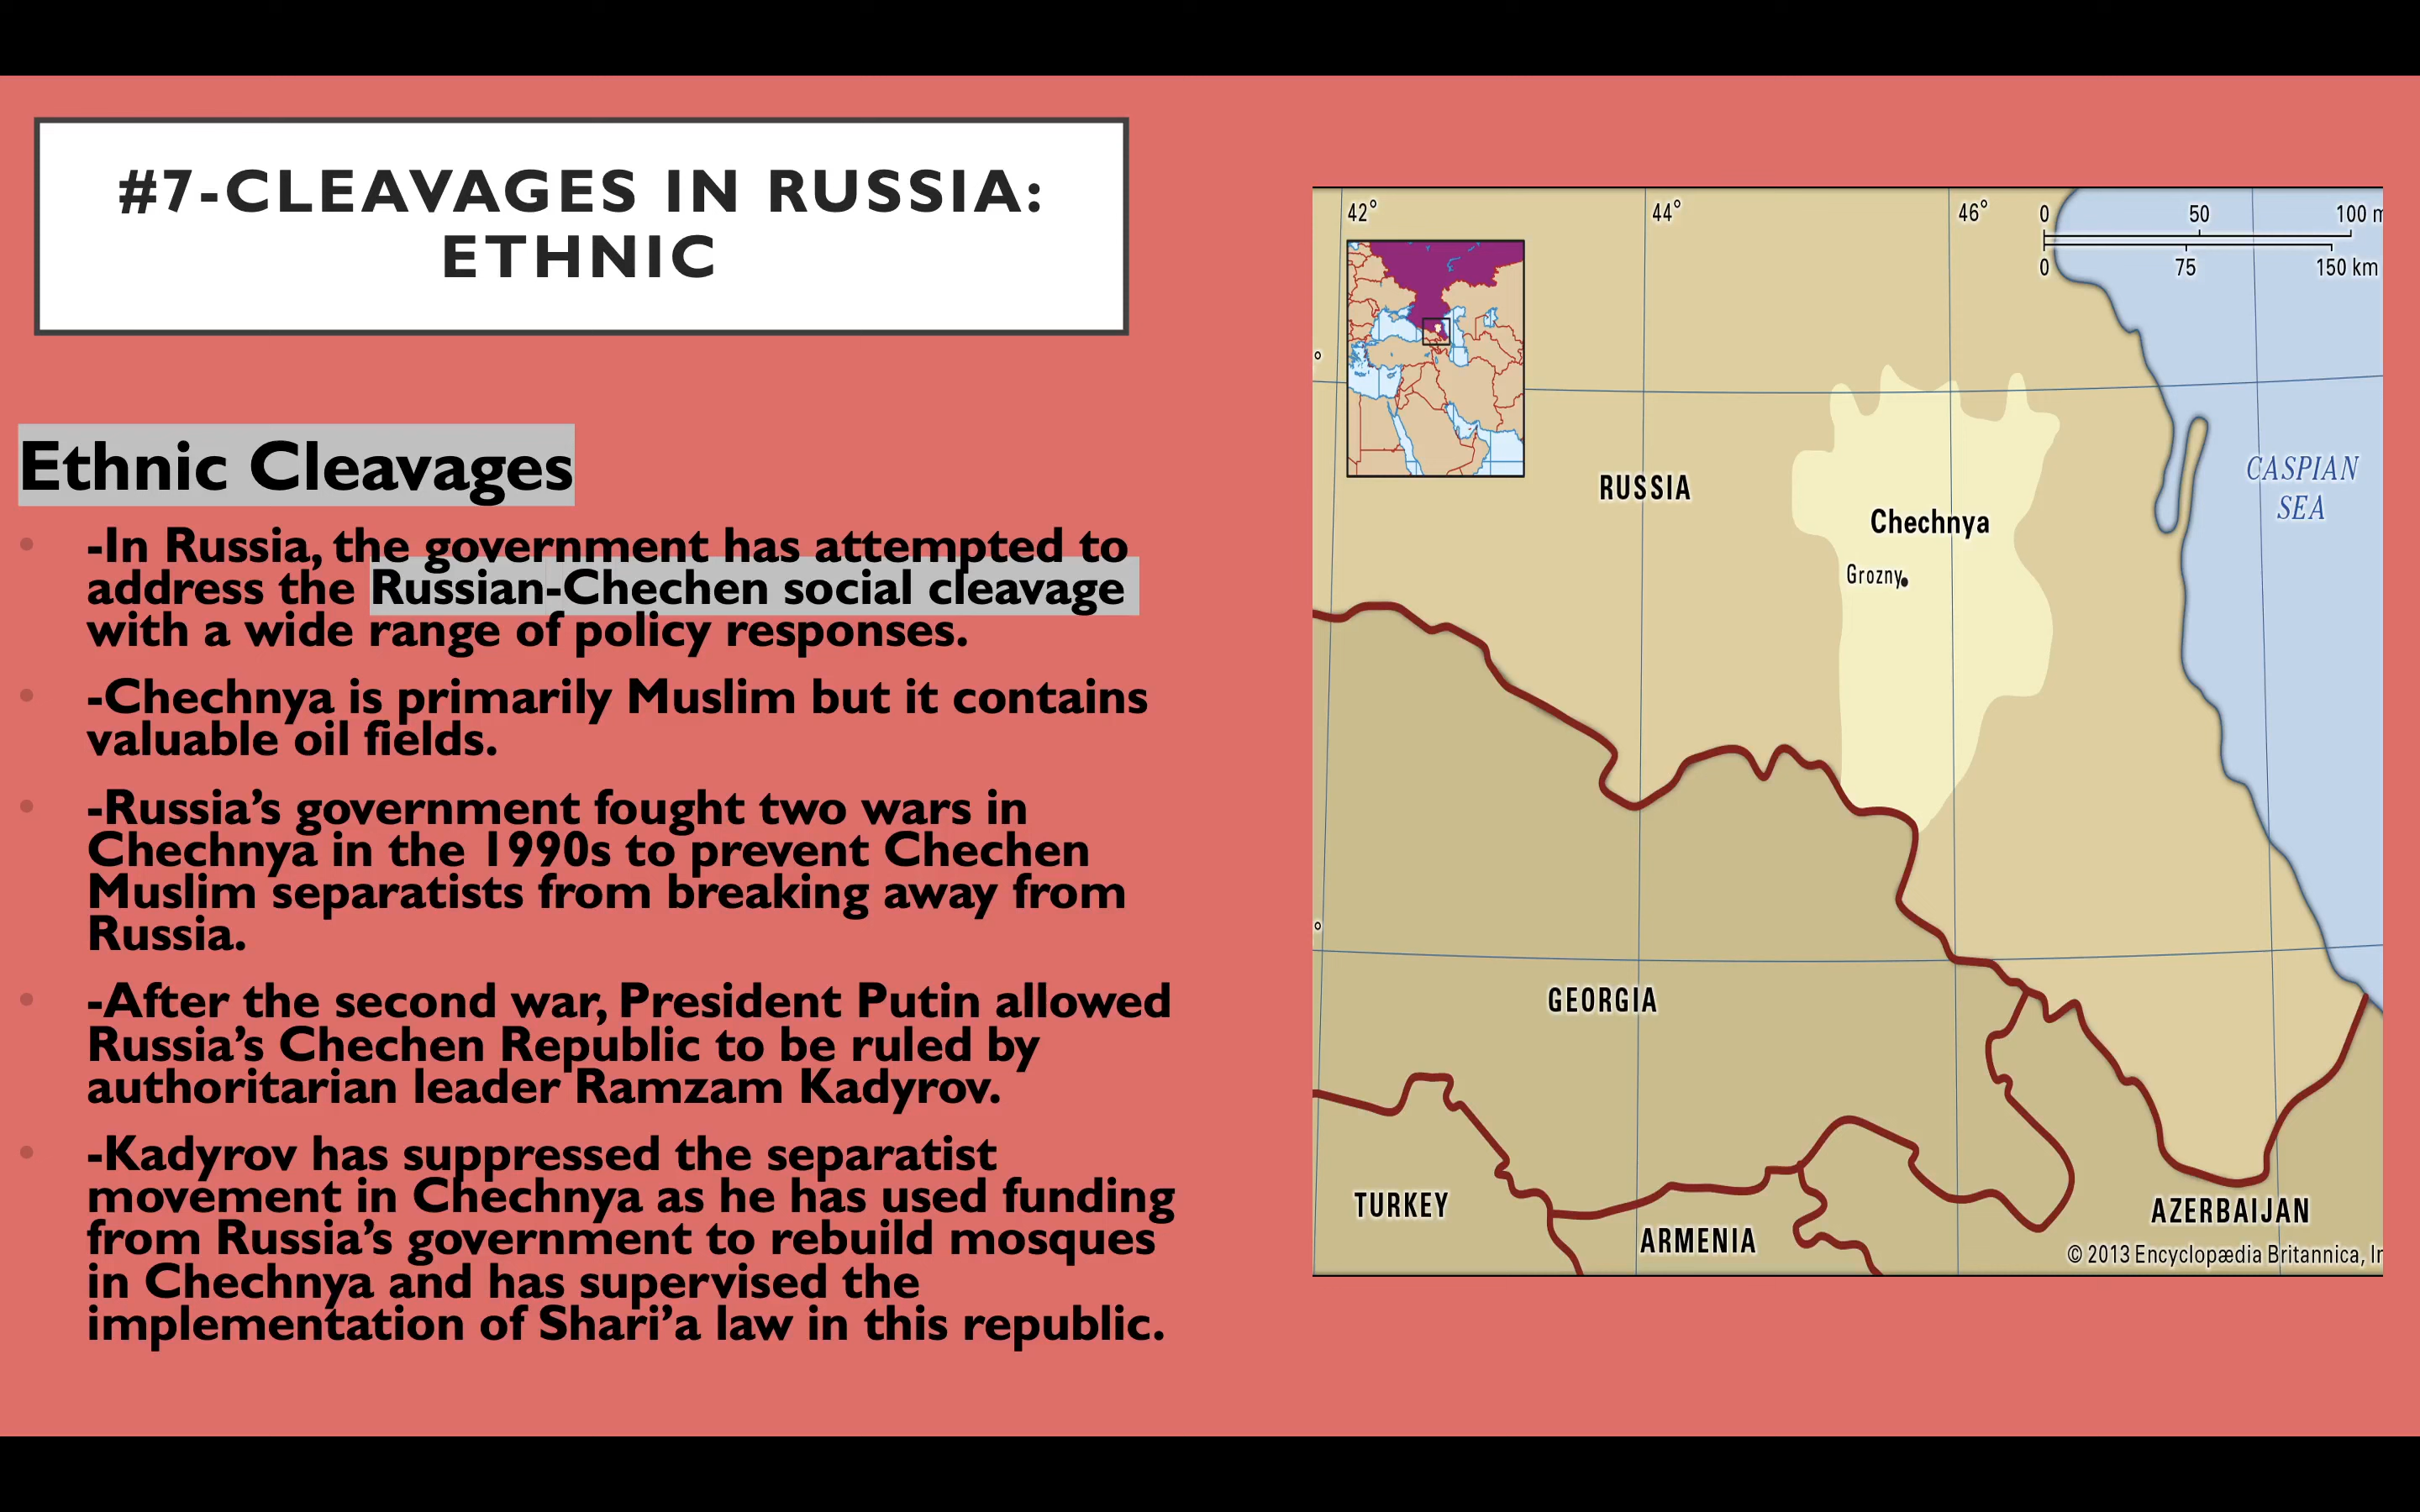 #7-CLEAVAGES IN RUSSIA:
ETHNIC
Ethnic Cleavages
-In Russia, the government has attempted to
address the Russian-Chechen social cleavage
with a wide range of policy responses.
-Chechnya is primarily Muslim but it contains
valuable oil fields.
-Russia’s government fought two wars in
Chechnya in the 1990s to prevent Chechen
Muslim separatists from breaking away from
Russia.
-After the second war, President Putin allowed
Russia’s Chechen Republic to be ruled by
authoritarian leader Ramzam Kadyrov.
-Kadyrov has suppressed the separatist
movement in Chechnya as he has used funding
from Russia’s government to rebuild mosques
in Chechnya and has supervised the
implementation of Shari’a law in this republic.
42° 44° 46°
0 50 100 m
0 75 150 km
RUSSIA
Chechnya
Grozny
CASPIAN
SEA
GEORGIA
TURKEY
ARMENIA
AZERBAIJAN
© 2013 Encyclopædia Britannica, In